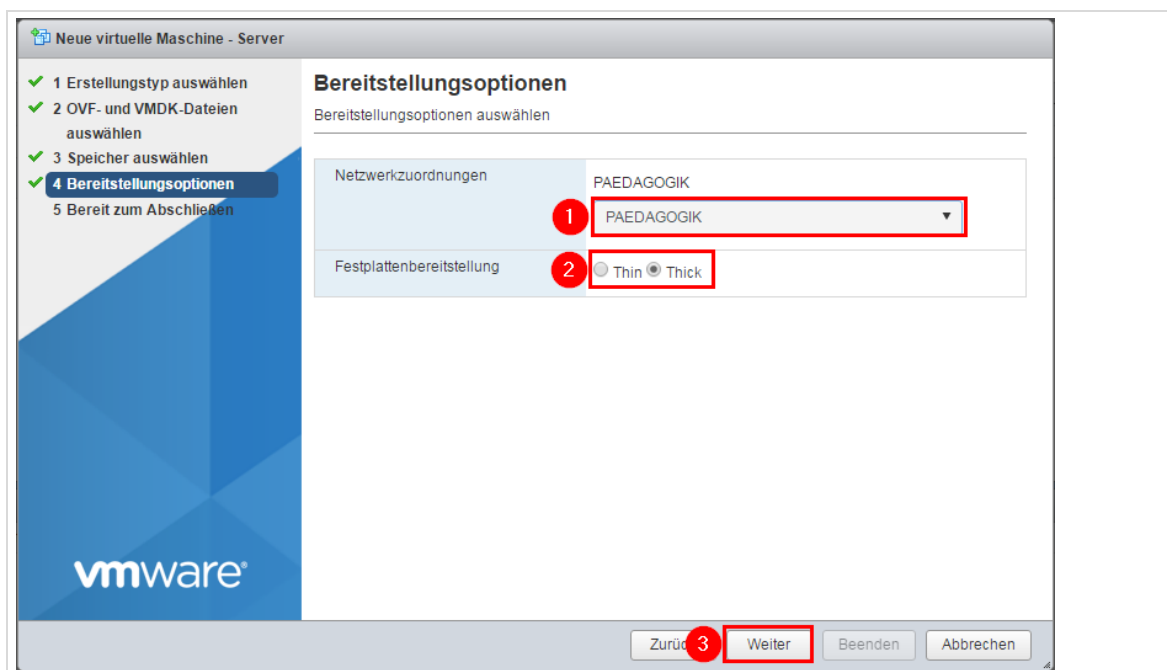 Neue virtuelle Maschine - Server
1 Erstellungstyp auswählen
2 OVF- und VMDK-Dateien
auswählen
3 Speicher auswählen
4 Bereitstellungsoptionen
5 Bereit zum Abschließen
vmware®
Bereitstellungsoptionen
Bereitstellungsoptionen auswählen
Netzwerkzuordnungen
PAEDAGOGIK
1 PAEDAGOGIK
Festplattenbereitstellung 2 Thin Thick
3 Weiter Beenden Abbrechen